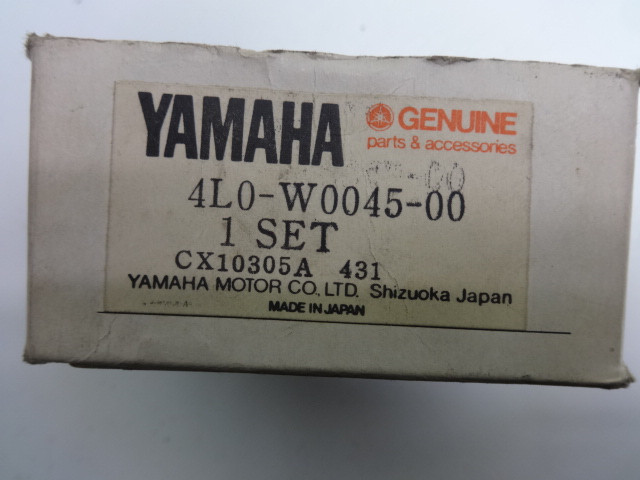 YAMAHA GENUINE
parts & accessories
4L0-W0045-00
1 SET
CX10305A 431
YAMAHA MOTOR CO., LTD. Shizuoka Japan
MADE IN JAPAN